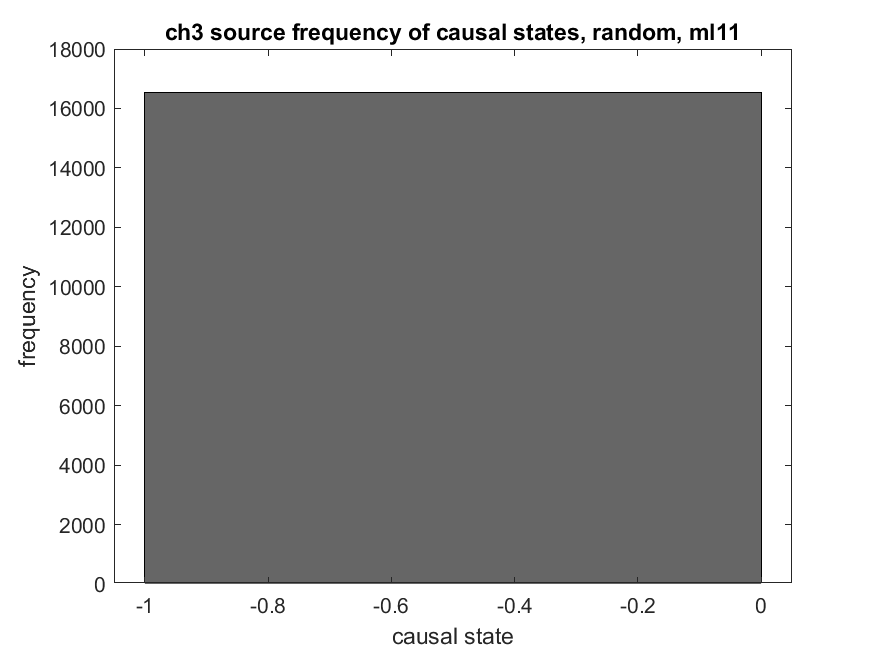 ch3 source frequency of causal states, random, ml11
18000
16000
14000
12000
10000
8000
6000
4000
2000
0
frequency
-1 -0.8 -0.6 -0.4 -0.2 0
causal state